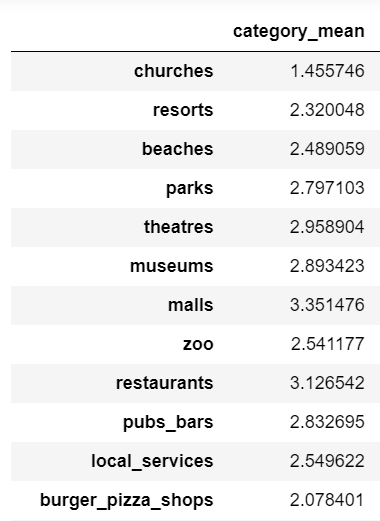 category_mean
churches 1.455746
resorts 2.320048
beaches 2.489059
parks 2.797103
theatres 2.958904
museums 2.893423
malls 3.351476
zoo 2.541177
restaurants 3.126542
pubs_bars 2.832695
local_services 2.549622
burger_pizza_shops 2.078401